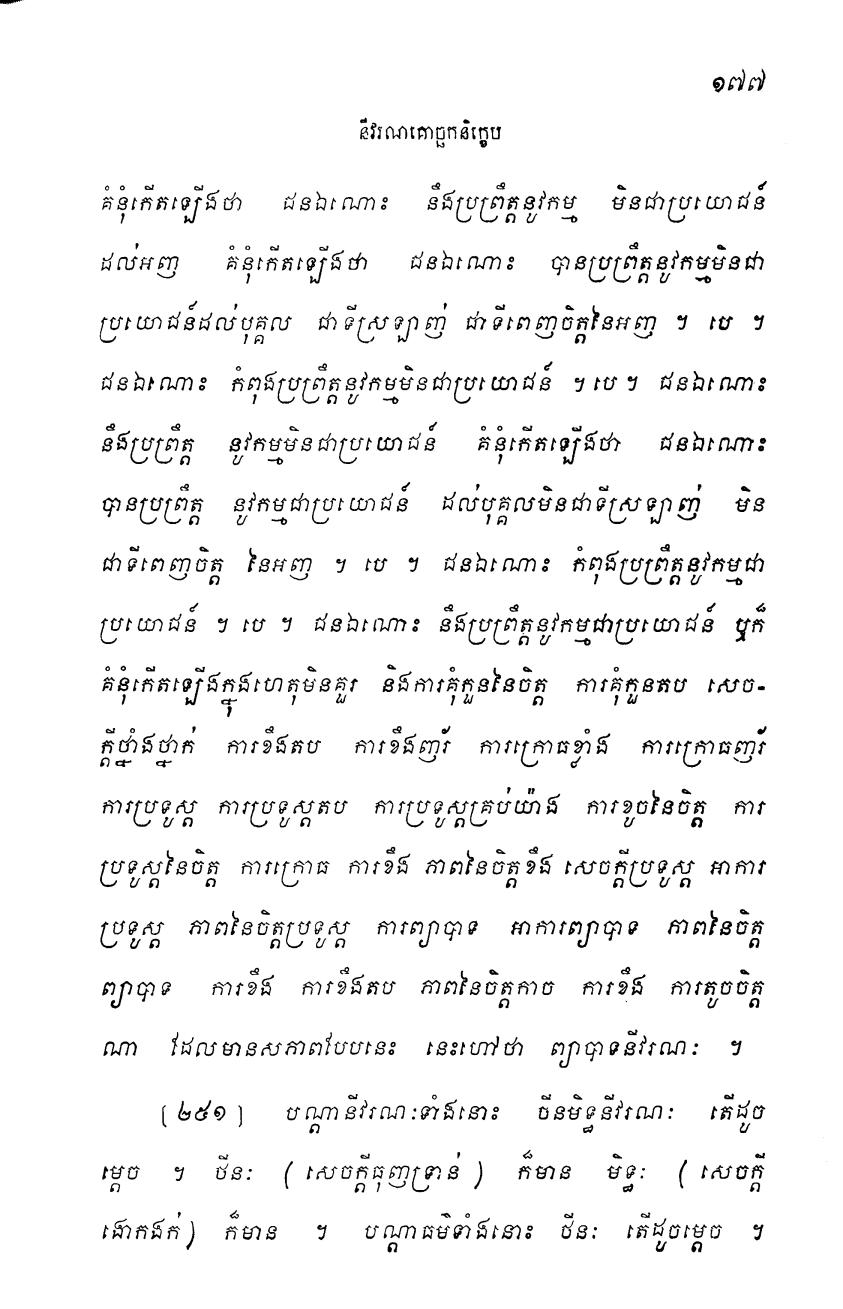 ១៧៧
នីវរណគោច្ឆកនិក្ខេប
គំនុំកើតឡើងថា ជនឯណោះ នឹងប្រព្រឹត្តនូវកម្ម មិនជាប្រយោជន៍
ដល់អញ គំនុំកើតឡើងថា ជនឯណោះ បានប្រព្រឹត្តនូវកម្មមិនជា
ប្រយោជន៍ដល់បុគ្គល ជាទីស្រឡាញ់ ជាទីពេញចិត្តនៃអញ ។ បេ ។
ជនឯណោះ កំពុងប្រព្រឹត្តនូវកម្មមិនជាប្រយោជន៍ ។ បេ ។ ជនឯណោះ
នឹងប្រព្រឹត្ត នូវកម្មមិនជាប្រយោជន៍ គំនុំកើតឡើងថា ជនឯណោះ
បានប្រព្រឹត្ត នូវកម្មជាប្រយោជន៍ ដល់បុគ្គលមិនជាទីស្រឡាញ់ មិន
ជាទីពេញចិត្ត នៃអញ ។ បេ ។ ជនឯណោះ កំពុងប្រព្រឹត្តនូវកម្មជា
ប្រយោជន៍ ។ បេ ។ ជនឯណោះ នឹងប្រព្រឹត្តនូវកម្មជាប្រយោជន៍ ឬក៏
គំនុំកើតឡើងក្នុងហេតុមិនគួរ និងការគុំកួននៃចិត្ត ការគុំកួនតប សេច-
ក្តីថ្នាំងថ្នាក់ ការខឹងតប ការខឹងញាំរ៍ ការក្រោធខ្លាំង ការក្រោធញាំរ៍
ការប្រទូស្ត ការប្រទូស្តតប ការប្រទូស្តគ្រប់យ៉ាង ការខូចនៃចិត្ត ការ
ប្រទូស្តនៃចិត្ត ការក្រោធ ការខឹង ភាពនៃចិត្តខឹង សេចក្តីប្រទូស្ត អាការ
ប្រទូស្ត ភាពនៃចិត្តប្រទូស្ត ការព្យាបាទ អាការព្យាបាទ ភាពនៃចិត្ត
ព្យាបាទ ការខឹង ការខឹងតប ភាពនៃចិត្តកាច ការខឹង ការតូចចិត្ត
ណា ដែលមានសភាពបែបនេះ នេះហៅថា ព្យាបាទនីវរណៈ ។
[ ២៥១ ] បណ្តានីវរណៈទាំងនោះ ថីនមិទ្ធនីវរណៈ តើដូច
ម្តេច ។ ថីនៈ ( សេចក្តីធុញទ្រាន់ ) ក៏មាន មិទ្ធៈ ( សេចក្តី
ងោកងក់ ) ក៏មាន ។ បណ្តាធម៌ទាំងនោះ ថីនៈ តើដូចម្តេច ។